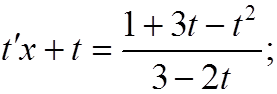 t′x + t = (1 + 3t − t²)/(3 − 2t);